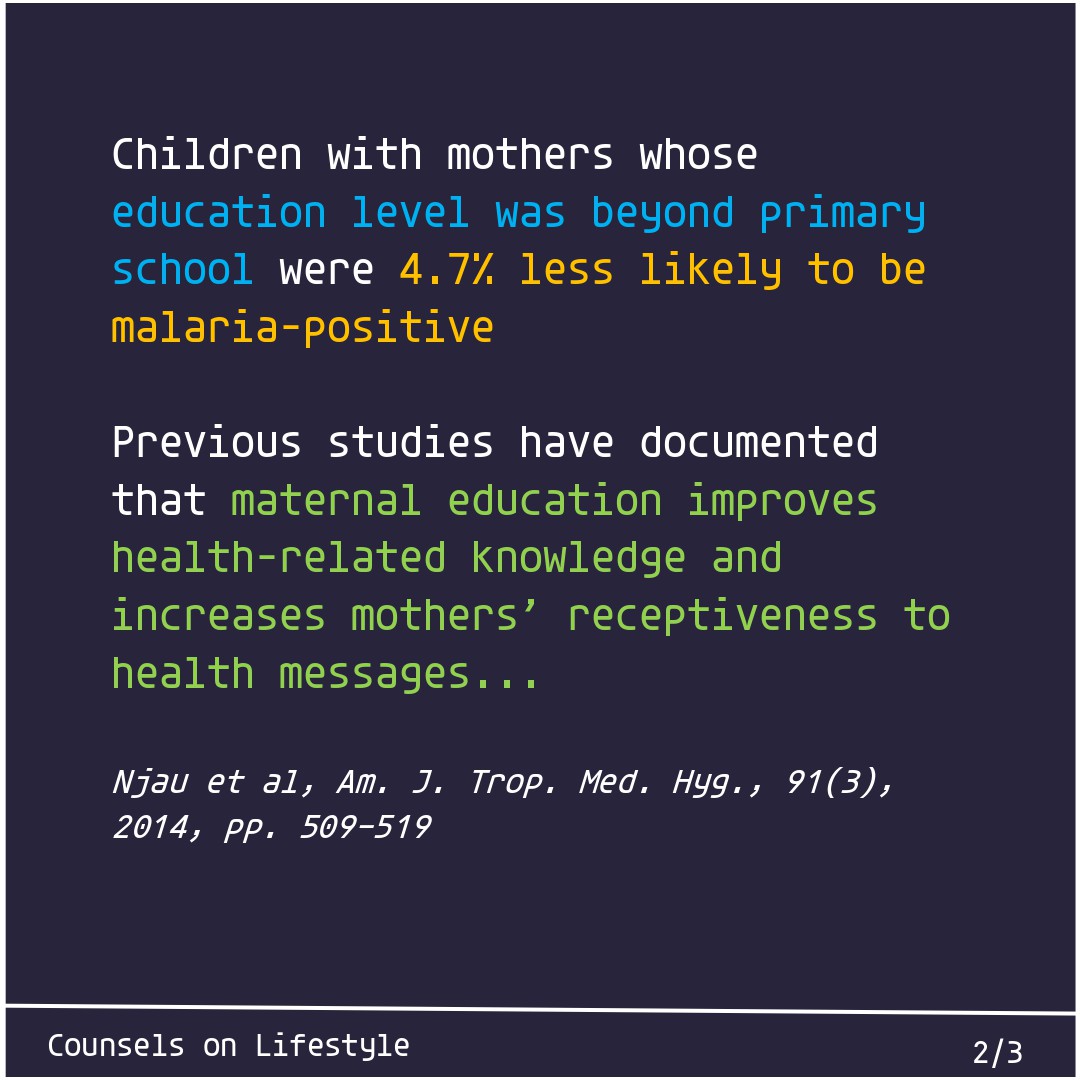 Children with mothers whose
education level was beyond primary
school were 4.7% less likely to be
malaria-positive
Previous studies have documented
that maternal education improves
health-related knowledge and
increases mothers’ receptiveness to
health messages...
Njau et al, Am. J. Trop. Med. Hyg., 91(3),
2014, pp. 509-519
Counsels on Lifestyle
2/3